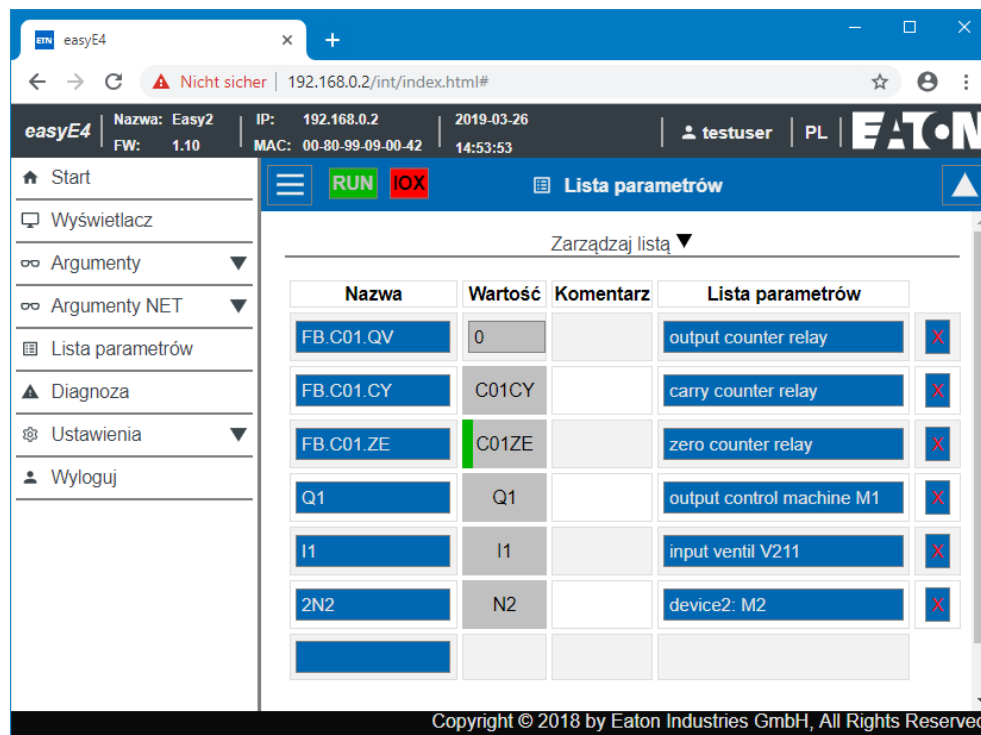 ETN easyE4
Nicht sicher 192.168.0.2/int/index.html#
easyE4 Nazwa: Easy2 IP: 192.168.0.2 2019-03-26 testuser PL EATON
FW: 1.10 MAC: 00-80-99-09-00-42 14:53:53
Start
Wyświetlacz
Argumenty
Argumenty NET
Lista parametrów
Diagnoza
Ustawienia
Wyloguj
RUN IOX Lista parametrów
Zarządzaj listą
Nazwa Wartość Komentarz Lista parametrów
FB.C01.QV 0 output counter relay X
FB.C01.CY C01CY carry counter relay X
FB.C01.ZE C01ZE zero counter relay X
Q1 Q1 output control machine M1 X
I1 I1 input ventil V211 X
2N2 N2 device2: M2 X
Copyright © 2018 by Eaton Industries GmbH, All Rights Reserved